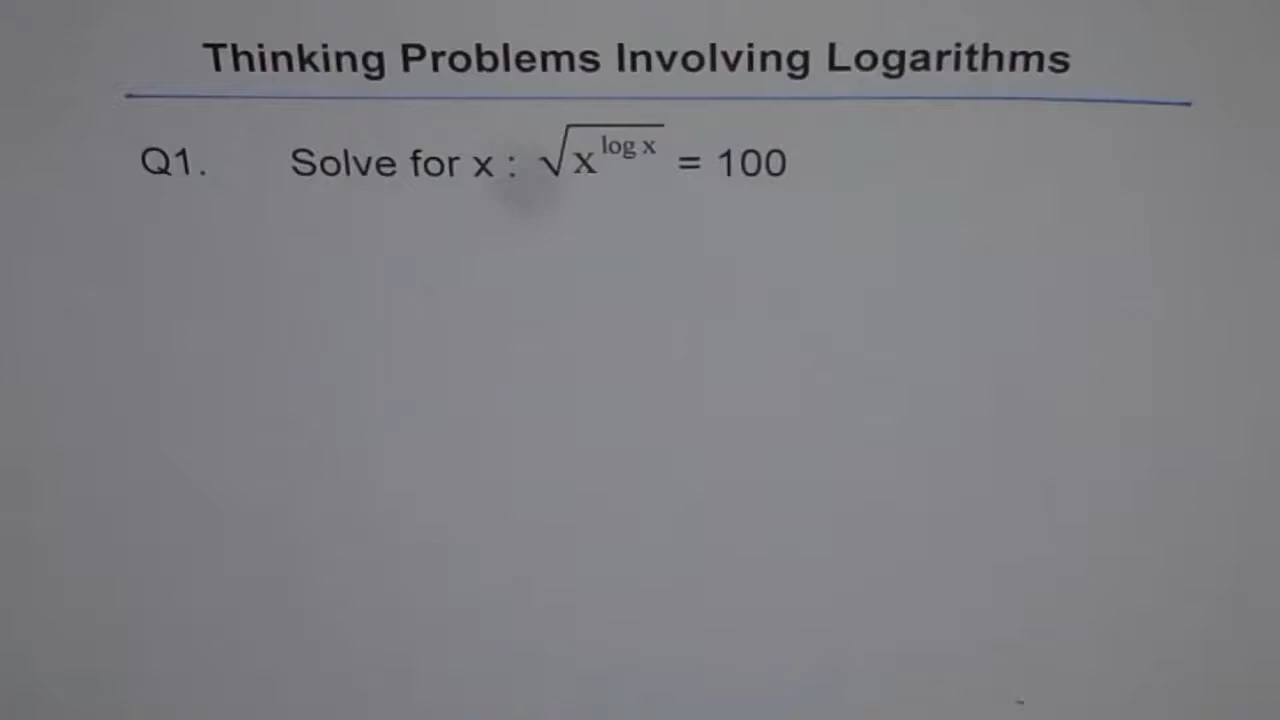 Thinking Problems Involving Logarithms
Q1. Solve for x : √x^log x = 100